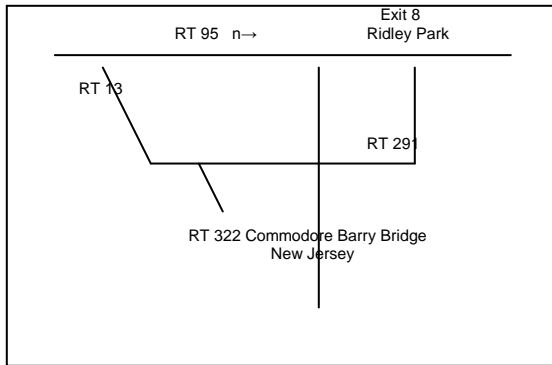 Exit 8
RT 95 n→ Ridley Park
RT 13
RT 291
RT 322 Commodore Barry Bridge
New Jersey